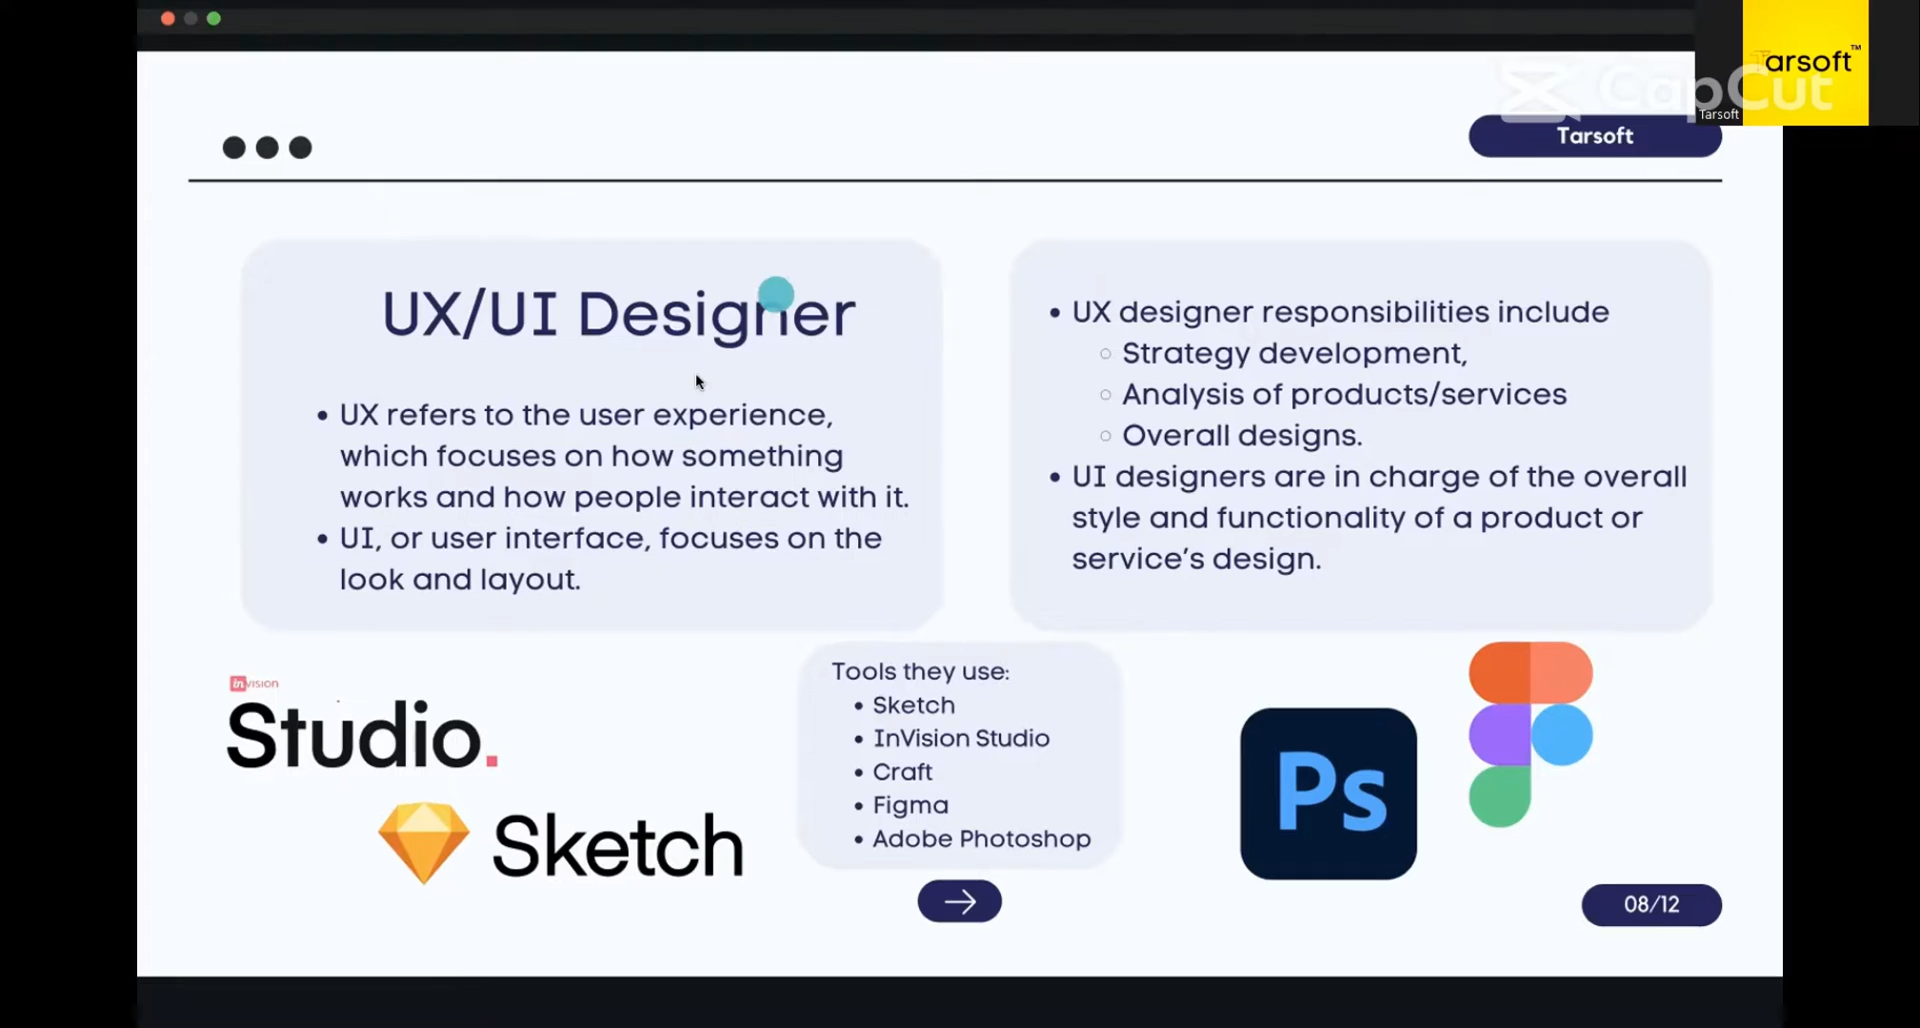 Tarsoft™
CapCut
Tarsoft
Tarsoft
UX/UI Designer
• UX refers to the user experience,
which focuses on how something
works and how people interact with it.
• UI, or user interface, focuses on the
look and layout.
• UX designer responsibilities include
○ Strategy development,
○ Analysis of products/services
○ Overall designs.
• UI designers are in charge of the overall
style and functionality of a product or
service's design.
invision
Studio.
Sketch
Tools they use:
• Sketch
• InVision Studio
• Craft
• Figma
• Adobe Photoshop
Ps
08/12